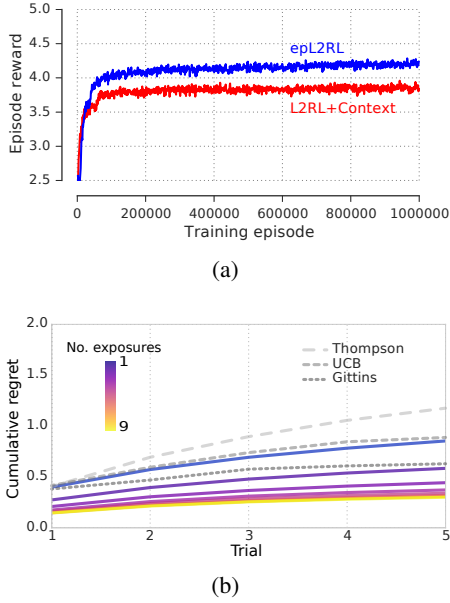 5.0
4.5
4.0
3.5
3.0
2.5
Episode reward
epL2RL
L2RL+Context
0 200000 400000 600000 800000 1000000
Training episode
(a)
2.0
1.5
1.0
0.5
0.0
Cumulative regret
No. exposures
1
9
Thompson
UCB
Gittins
1 2 3 4 5
Trial
(b)